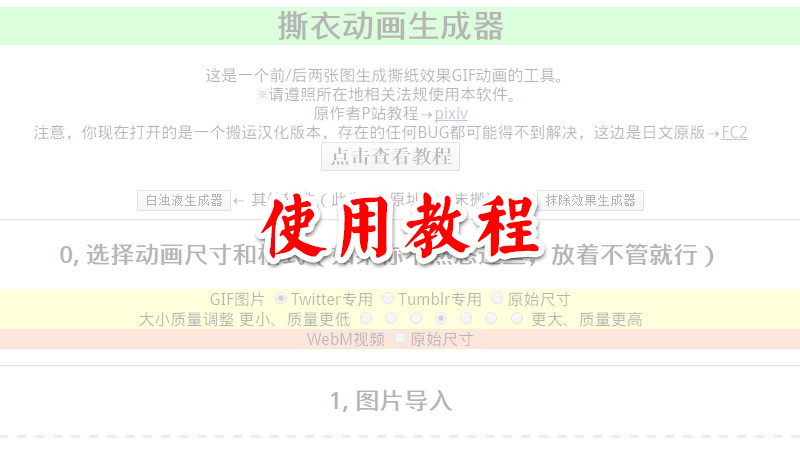 撕衣动画生成器
这是一个前/后两张图生成撕纸效果GIF动画的工具。
※请遵照所在地相关法规使用本软件。
原作者P站教程→pixiv
注意，你现在打开的是一个搬运汉化版本，存在的任何BUG都可能得不到解决，这边是日文原版→FC2
点击查看教程
白浊液生成器 ← 其 （此 原址 未搬 抹除效果生成器
使用教程
0, 选择动画尺寸和 ，放着不管就行）
GIF图片 Twitter专用 Tumblr专用 原始尺寸
大小质量调整 更小、质量更低 更大、质量更高
WebM视频 原始尺寸
1, 图片导入